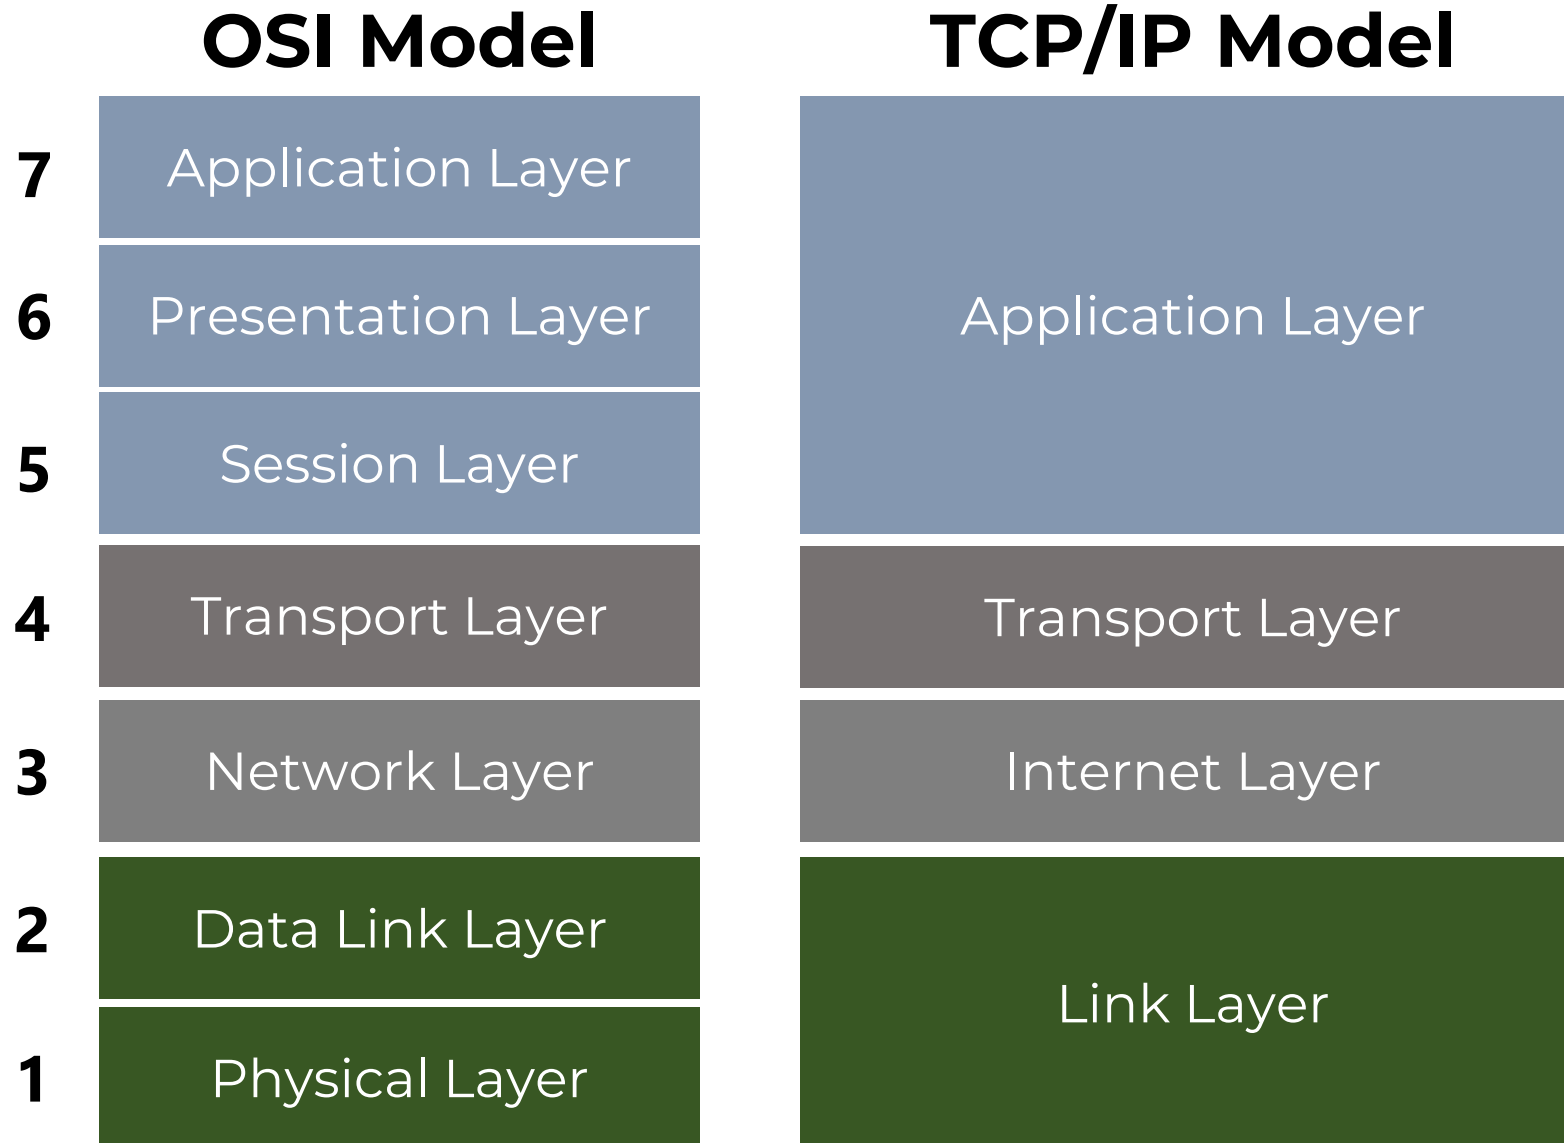 OSI Model
TCP/IP Model
7
Application Layer
6
Presentation Layer
Application Layer
5
Session Layer
4
Transport Layer
Transport Layer
3
Network Layer
Internet Layer
2
Data Link Layer
Link Layer
1
Physical Layer